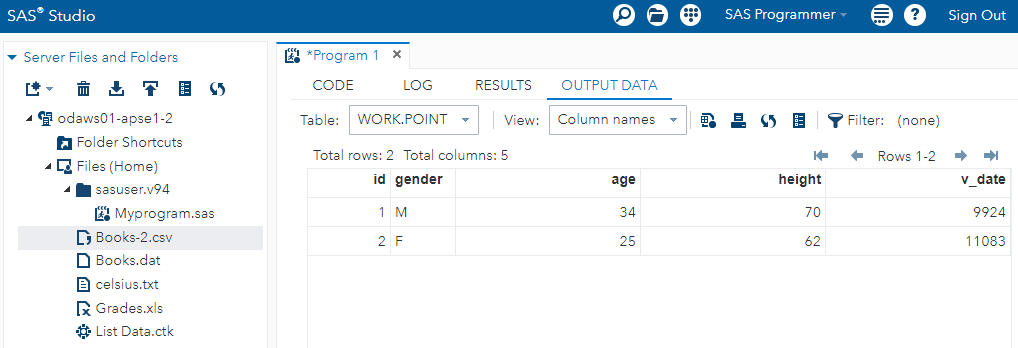 SAS® Studio
SAS Programmer
Sign Out
Server Files and Folders
odaws01-apse1-2
Folder Shortcuts
Files (Home)
sasuser.v94
Myprogram.sas
Books-2.csv
Books.dat
celsius.txt
Grades.xls
List Data.ctk
*Program 1
CODE LOG RESULTS OUTPUT DATA
Table: WORK.POINT View: Column names Filter: (none)
Total rows: 2 Total columns: 5 Rows 1-2
id gender age height v_date
1 M 34 70 9924
2 F 25 62 11083